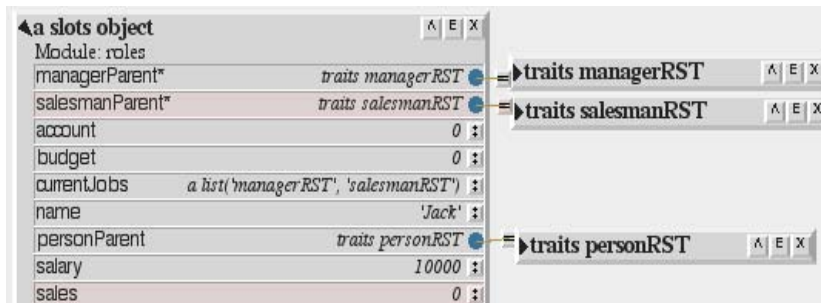 a slots object Λ E X
Module: roles
managerParent* traits managerRST = traits managerRST Λ E X
salesmanParent* traits salesmanRST = traits salesmanRST Λ E X
account 0 :
budget 0 :
currentJobs a list('managerRST', 'salesmanRST') :
name 'Jack' :
personParent traits personRST = traits personRST Λ E X
salary 10000 :
sales 0 :